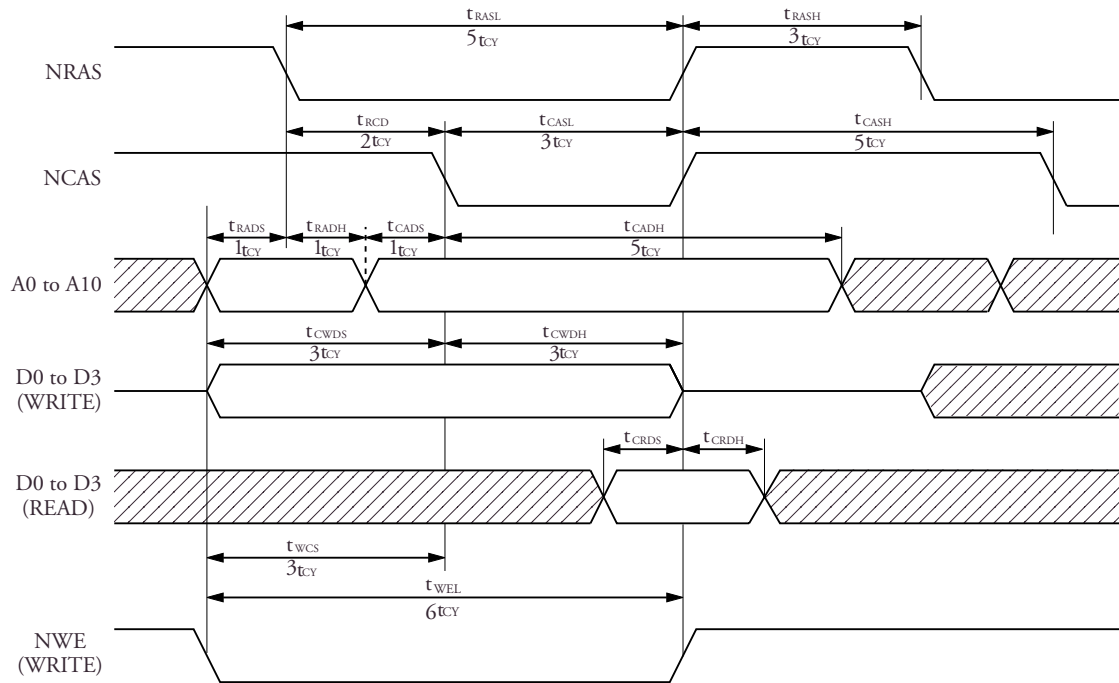 tRASL tRASH
5tCY 3tCY
NRAS
tRCD tCASL tCASH
2tCY 3tCY 5tCY
NCAS
tRADS tRADH tCADS tCADH
1tCY 1tCY 1tCY 5tCY
A0 to A10
tCWDS tCWDH
3tCY 3tCY
D0 to D3
(WRITE)
tCRDS tCRDH
D0 to D3
(READ)
tWCS
3tCY
tWEL
6tCY
NWE
(WRITE)